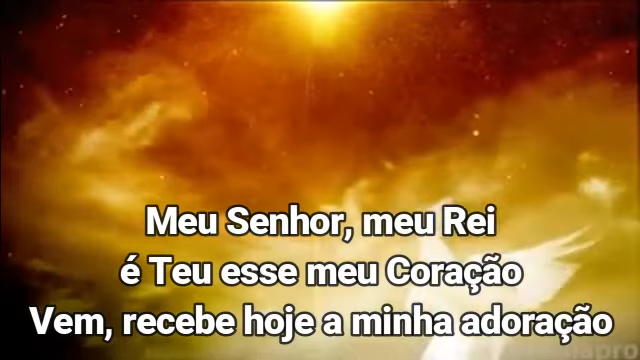 Meu Senhor, meu Rei
é Teu esse meu Coração
Vem, recebe hoje a minha adoração